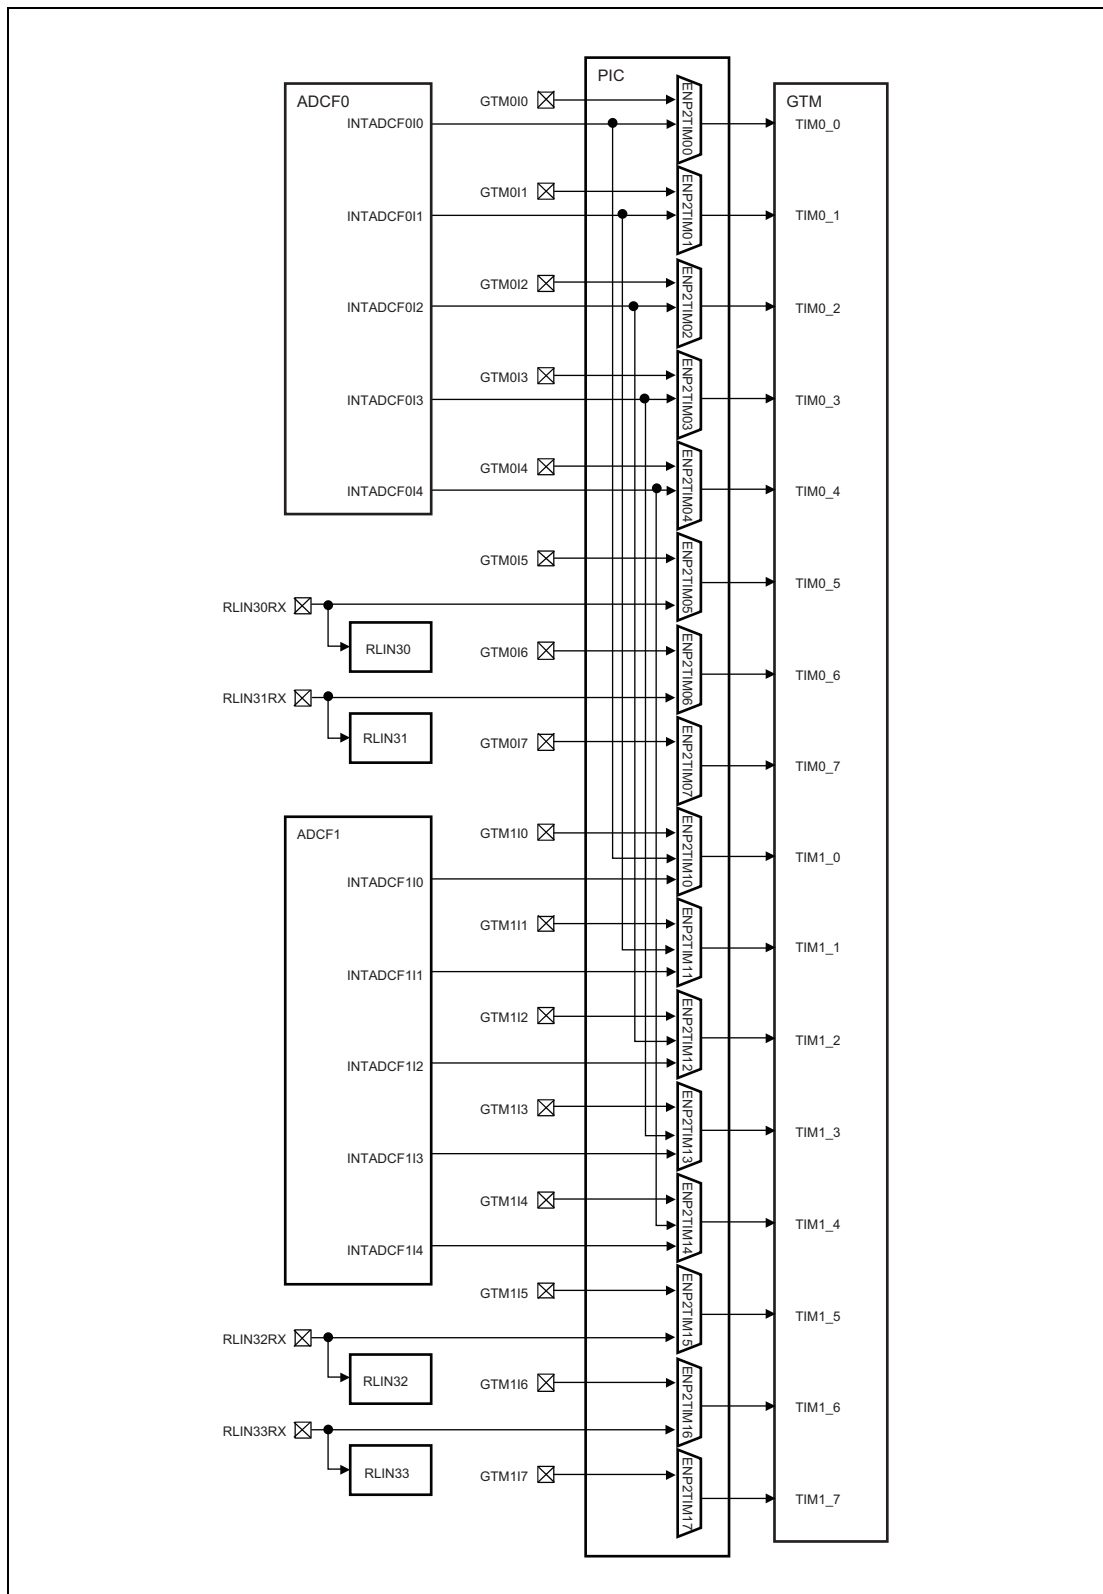 PIC
ADCF0
GTM
GTM0I0
ENP2TIM00
INTADCF0I0
TIM0_0
GTM0I1
ENP2TIM01
INTADCF0I1
TIM0_1
GTM0I2
ENP2TIM02
INTADCF0I2
TIM0_2
GTM0I3
ENP2TIM03
INTADCF0I3
TIM0_3
GTM0I4
ENP2TIM04
INTADCF0I4
TIM0_4
GTM0I5
ENP2TIM05
TIM0_5
RLIN30RX
RLIN30
GTM0I6
ENP2TIM06
TIM0_6
RLIN31RX
RLIN31
GTM0I7
ENP2TIM07
TIM0_7
ADCF1
GTM1I0
ENP2TIM10
TIM1_0
INTADCF1I0
GTM1I1
ENP2TIM11
TIM1_1
INTADCF1I1
GTM1I2
ENP2TIM12
TIM1_2
INTADCF1I2
GTM1I3
ENP2TIM13
TIM1_3
INTADCF1I3
GTM1I4
ENP2TIM14
TIM1_4
INTADCF1I4
GTM1I5
ENP2TIM15
TIM1_5
RLIN32RX
RLIN32
GTM1I6
ENP2TIM16
TIM1_6
RLIN33RX
RLIN33
GTM1I7
ENP2TIM17
TIM1_7